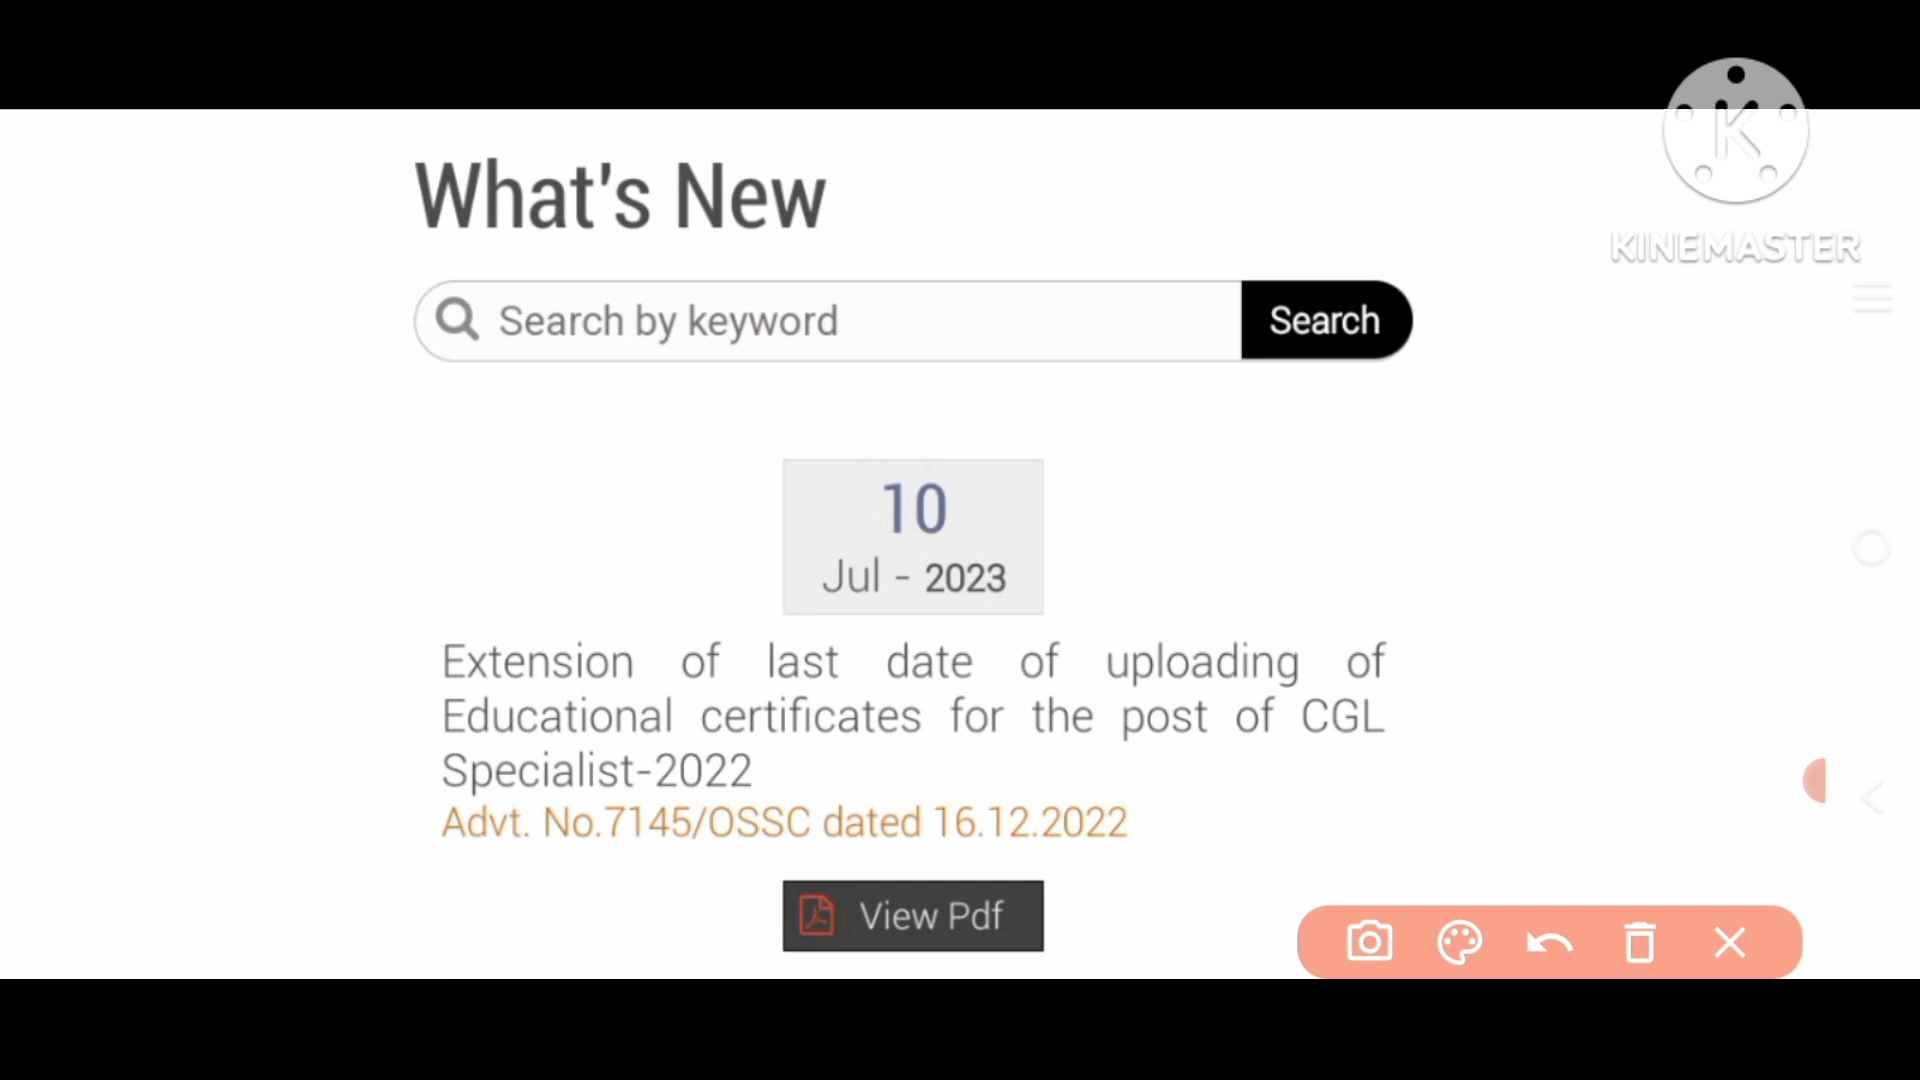 What's New
Search by keyword
Search
10
Jul - 2023
Extension of last date of uploading of
Educational certificates for the post of CGL
Specialist-2022
Advt. No.7145/OSSC dated 16.12.2022
View Pdf
K
KINEMASTER